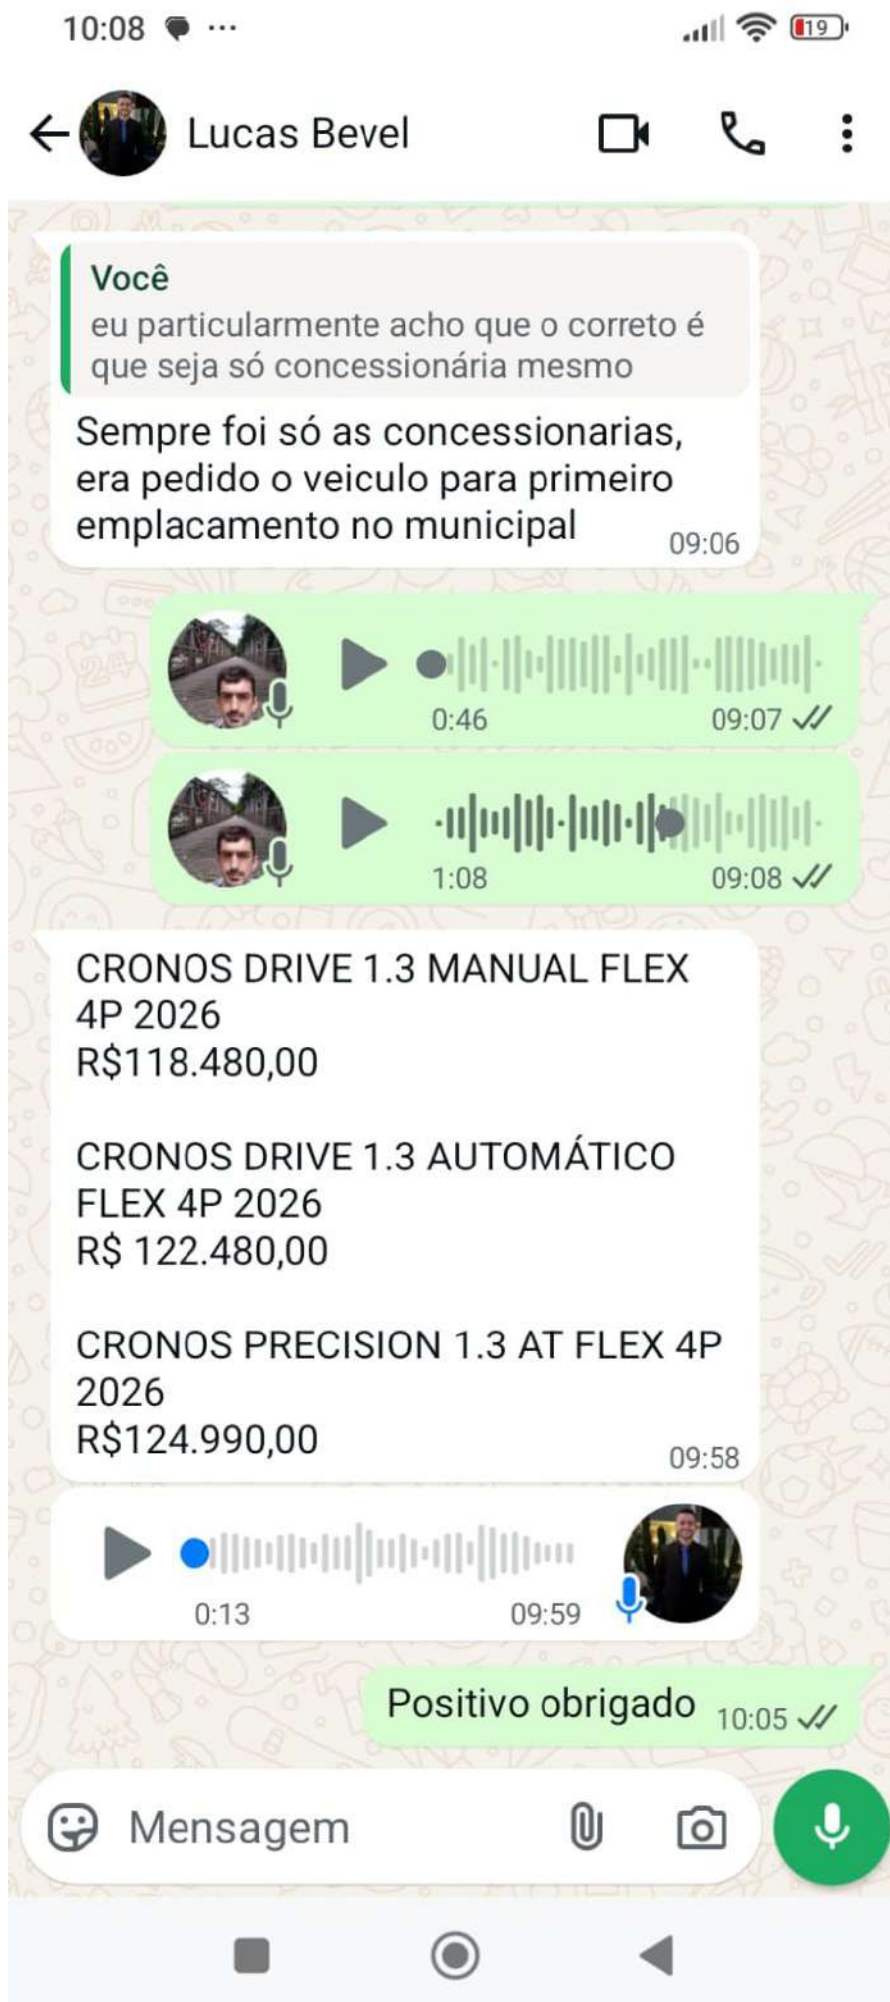 10:08
19
Lucas Bevel
Você
eu particularmente acho que o correto é
que seja só concessionária mesmo
Sempre foi só as concessionarias,
era pedido o veiculo para primeiro
emplacamento no municipal
09:06
0:46
09:07
1:08
09:08
CRONOS DRIVE 1.3 MANUAL FLEX
4P 2026
R$118.480,00
CRONOS DRIVE 1.3 AUTOMÁTICO
FLEX 4P 2026
R$ 122.480,00
CRONOS PRECISION 1.3 AT FLEX 4P
2026
R$124.990,00
09:58
0:13
09:59
Positivo obrigado
10:05
Mensagem